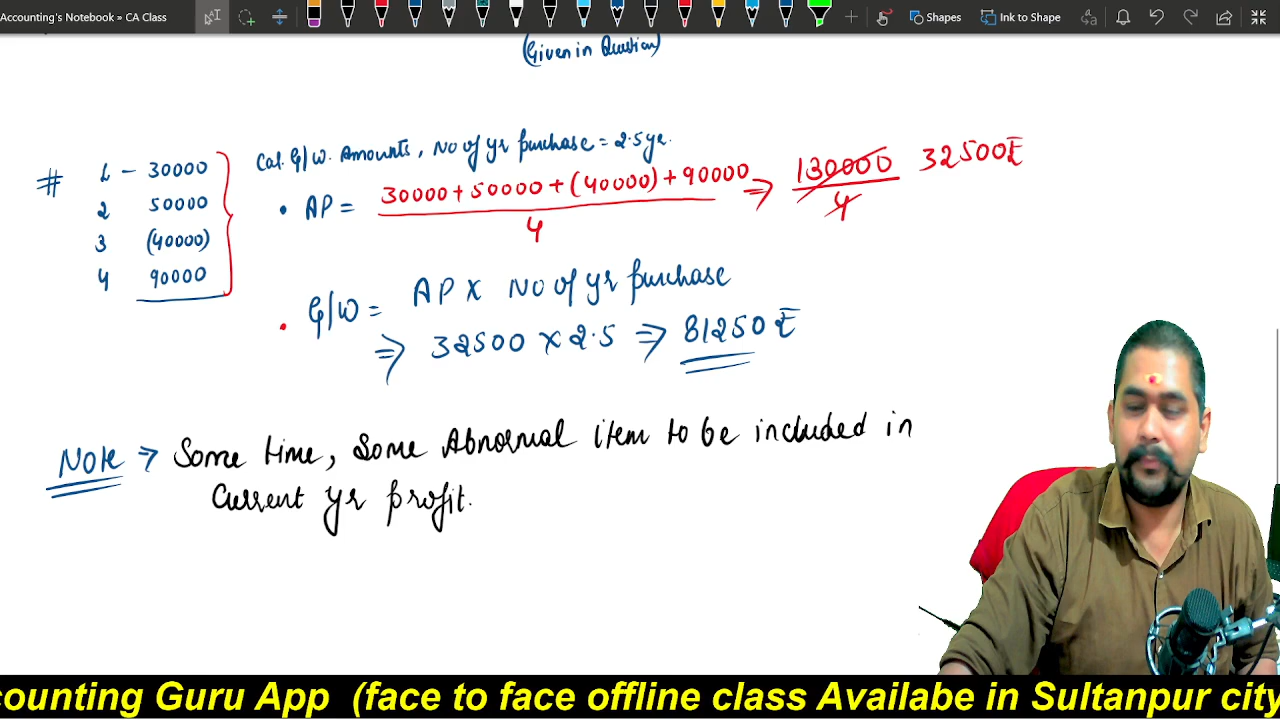 Accounting's Notebook » CA Class
Shapes
Ink to Shape
(Given in Question)
# 1 - 30000
2 50000
3 (40000)
4 90000
Cal. G/W. Amounts, No of yr purchase = 2.5 yr.
• AP = 30000 + 50000 + (40000) + 90000 / 4 ⇒ 130000 / 4 32500₹
• G/W = AP X No of yr purchase
⇒ 32500 X 2.5 ⇒ 81250 ₹
Note ⇒ Some time, Some Abnormal item to be included in
Current yr profit.
counting Guru App (face to face offline class Availabe in Sultanpur city